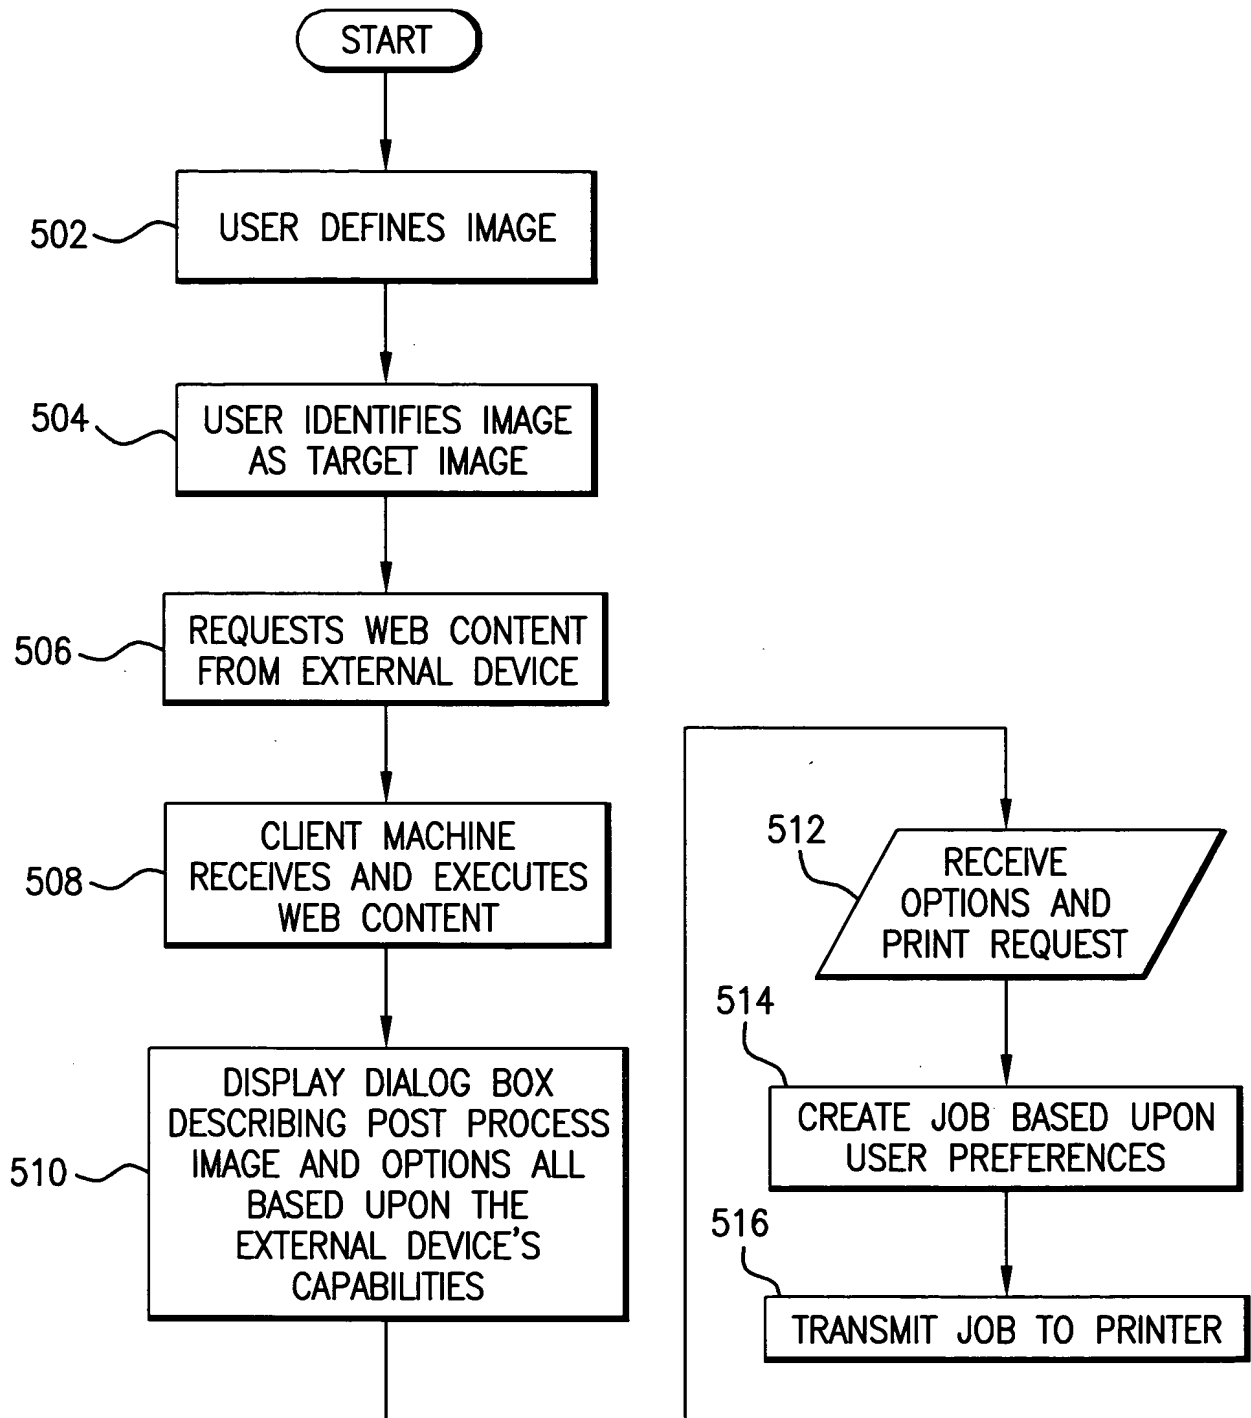 START
502
USER DEFINES IMAGE
504
USER IDENTIFIES IMAGE
AS TARGET IMAGE
506
REQUESTS WEB CONTENT
FROM EXTERNAL DEVICE
508
CLIENT MACHINE
RECEIVES AND EXECUTES
WEB CONTENT
510
DISPLAY DIALOG BOX
DESCRIBING POST PROCESS
IMAGE AND OPTIONS ALL
BASED UPON THE
EXTERNAL DEVICE'S
CAPABILITIES
512
RECEIVE
OPTIONS AND
PRINT REQUEST
514
CREATE JOB BASED UPON
USER PREFERENCES
516
TRANSMIT JOB TO PRINTER